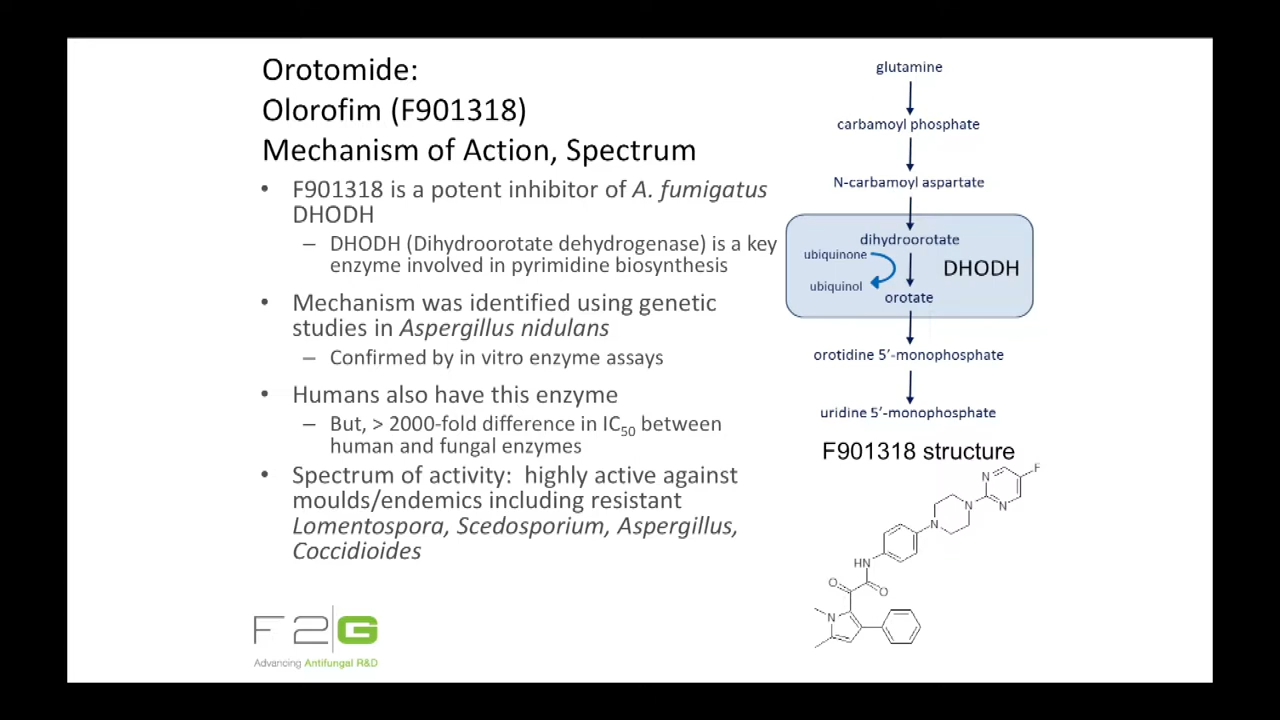 Orotomide:
Olorofim (F901318)
Mechanism of Action, Spectrum
• F901318 is a potent inhibitor of A. fumigatus
DHODH
– DHODH (Dihydroorotate dehydrogenase) is a key
enzyme involved in pyrimidine biosynthesis
• Mechanism was identified using genetic
studies in Aspergillus nidulans
– Confirmed by in vitro enzyme assays
• Humans also have this enzyme
– But, > 2000-fold difference in IC50 between
human and fungal enzymes
• Spectrum of activity: highly active against
moulds/endemics including resistant
Lomentospora, Scedosporium, Aspergillus,
Coccidioides
F2G
Advancing Antifungal R&D
glutamine
carbamoyl phosphate
N-carbamoyl aspartate
dihydroorotate
ubiquinone
DHODH
ubiquinol
orotate
orotidine 5′-monophosphate
uridine 5′-monophosphate
F901318 structure
F
N
N
N
N
HN
O
O
N